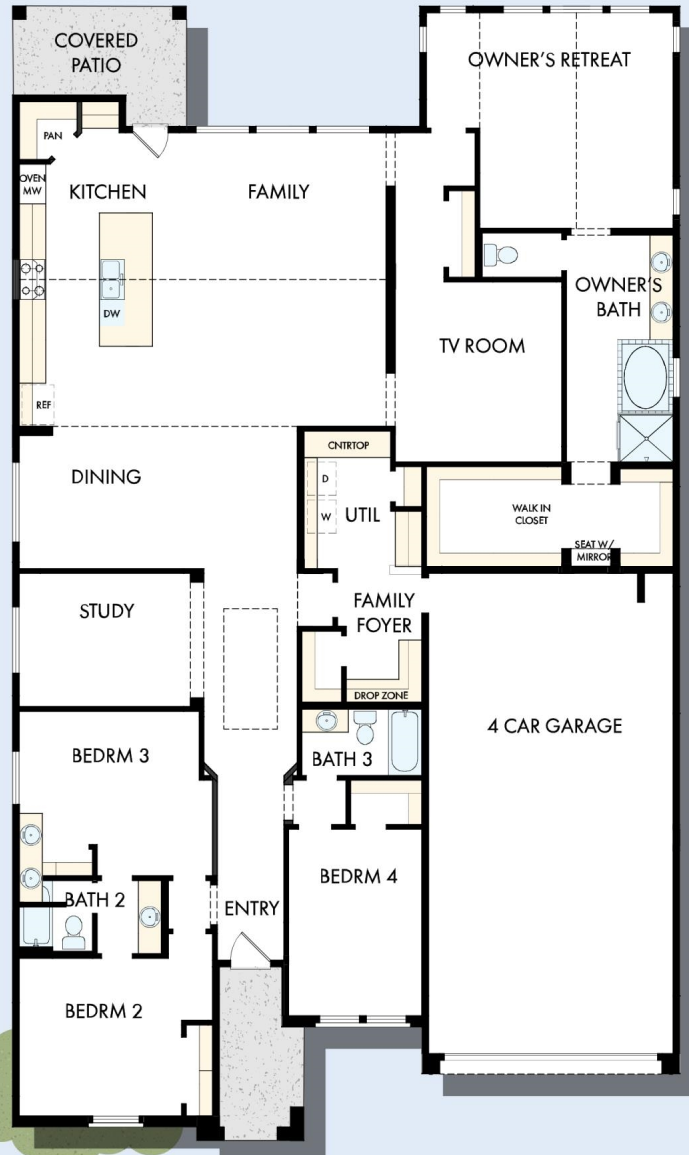 COVERED
PATIO
OWNER'S RETREAT
PAN
OVEN
MW
KITCHEN
FAMILY
OWNER'S
BATH
DW
TV ROOM
REF
CNTRTOP
DINING
D
W
UTIL
WALK IN
CLOSET
SEAT W/
MIRROR
STUDY
FAMILY
FOYER
DROP ZONE
4 CAR GARAGE
BEDRM 3
BATH 3
BEDRM 4
BATH 2
ENTRY
BEDRM 2